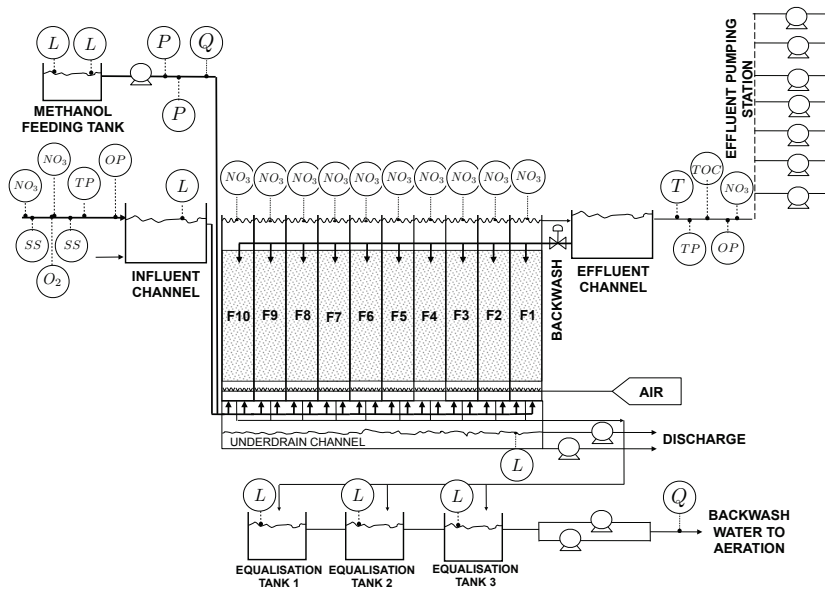 L
L
P
Q
P
METHANOL
FEEDING TANK
NO3
NO3
TP
OP
L
SS
SS
O2
INFLUENT
CHANNEL
NO3
NO3
NO3
NO3
NO3
NO3
NO3
NO3
NO3
NO3
F10
F9
F8
F7
F6
F5
F4
F3
F2
F1
BACKWASH
EFFLUENT
CHANNEL
T
TOC
NO3
TP
OP
EFFLUENT PUMPING
STATION
AIR
UNDERDRAIN CHANNEL
L
DISCHARGE
L
L
L
Q
EQUALISATION
TANK 1
EQUALISATION
TANK 2
EQUALISATION
TANK 3
BACKWASH
WATER TO
AERATION